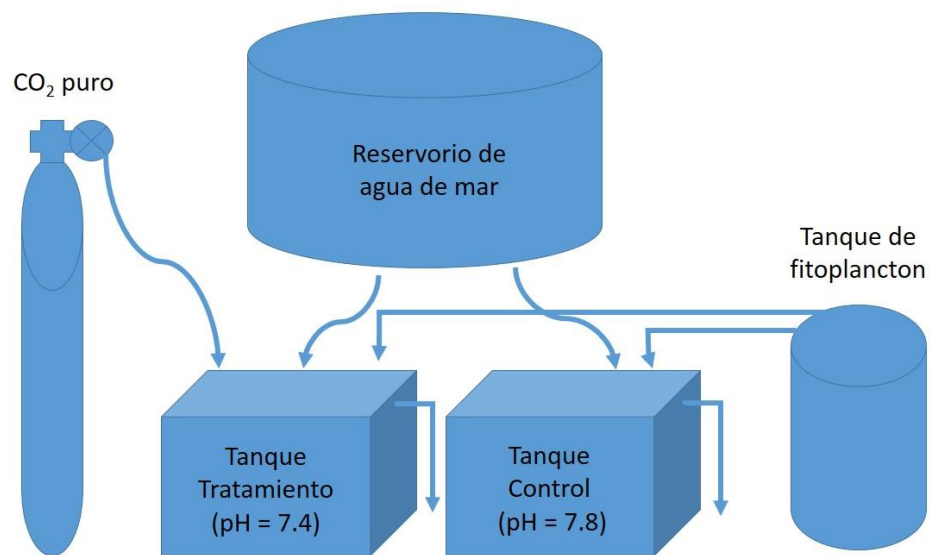 CO₂ puro
Reservorio de
agua de mar
Tanque de
fitoplancton
Tanque
Tratamiento
(pH = 7.4)
Tanque
Control
(pH = 7.8)